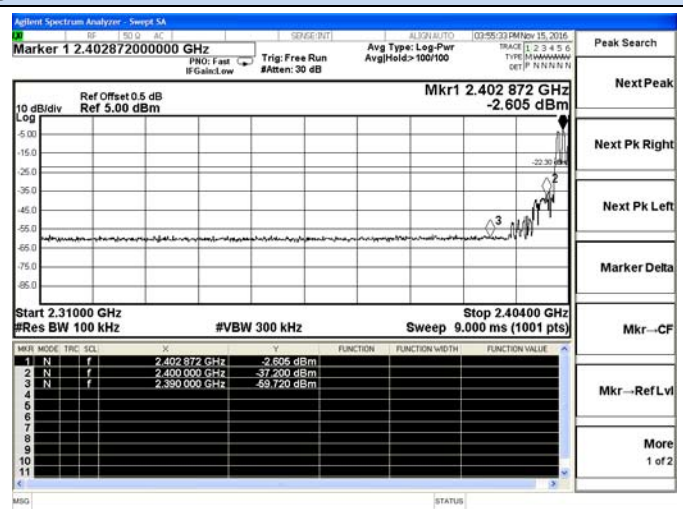 Agilent Spectrum Analyzer - Swept SA
RF 50 Ω AC SENSE:INT ALIGN AUTO 03:55:33 PM Nov 15, 2016
Marker 1 2.402872000000 GHz
PNO: Fast
IFGain:Low
Trig: Free Run
#Atten: 30 dB
Avg Type: Log-Pwr
Avg|Hold:> 100/100
TRACE 1 2 3 4 5 6
TYPE M
DET P N N N N N
Peak Search
Mkr1 2.402 872 GHz
-2.605 dBm
Ref Offset 0.5 dB
10 dB/div Ref 5.00 dBm
Log
-5.00
-15.0
-25.0
-35.0
-45.0
-55.0
-65.0
-75.0
-85.0
2
3
Start 2.31000 GHz Stop 2.40400 GHz
#Res BW 100 kHz #VBW 300 kHz Sweep 9.000 ms (1001 pts)
MKR MODE TRC SCL X Y FUNCTION FUNCTION WIDTH FUNCTION VALUE
1 N f 2.402 872 GHz -2.605 dBm
2 N f 2.400 000 GHz -37.200 dBm
3 N f 2.390 000 GHz -59.720 dBm
4
5
6
7
8
9
10
11
MSG STATUS
Next Peak
Next Pk Right
Next Pk Left
Marker Delta
Mkr→CF
Mkr→Ref Lvl
More
1 of 2